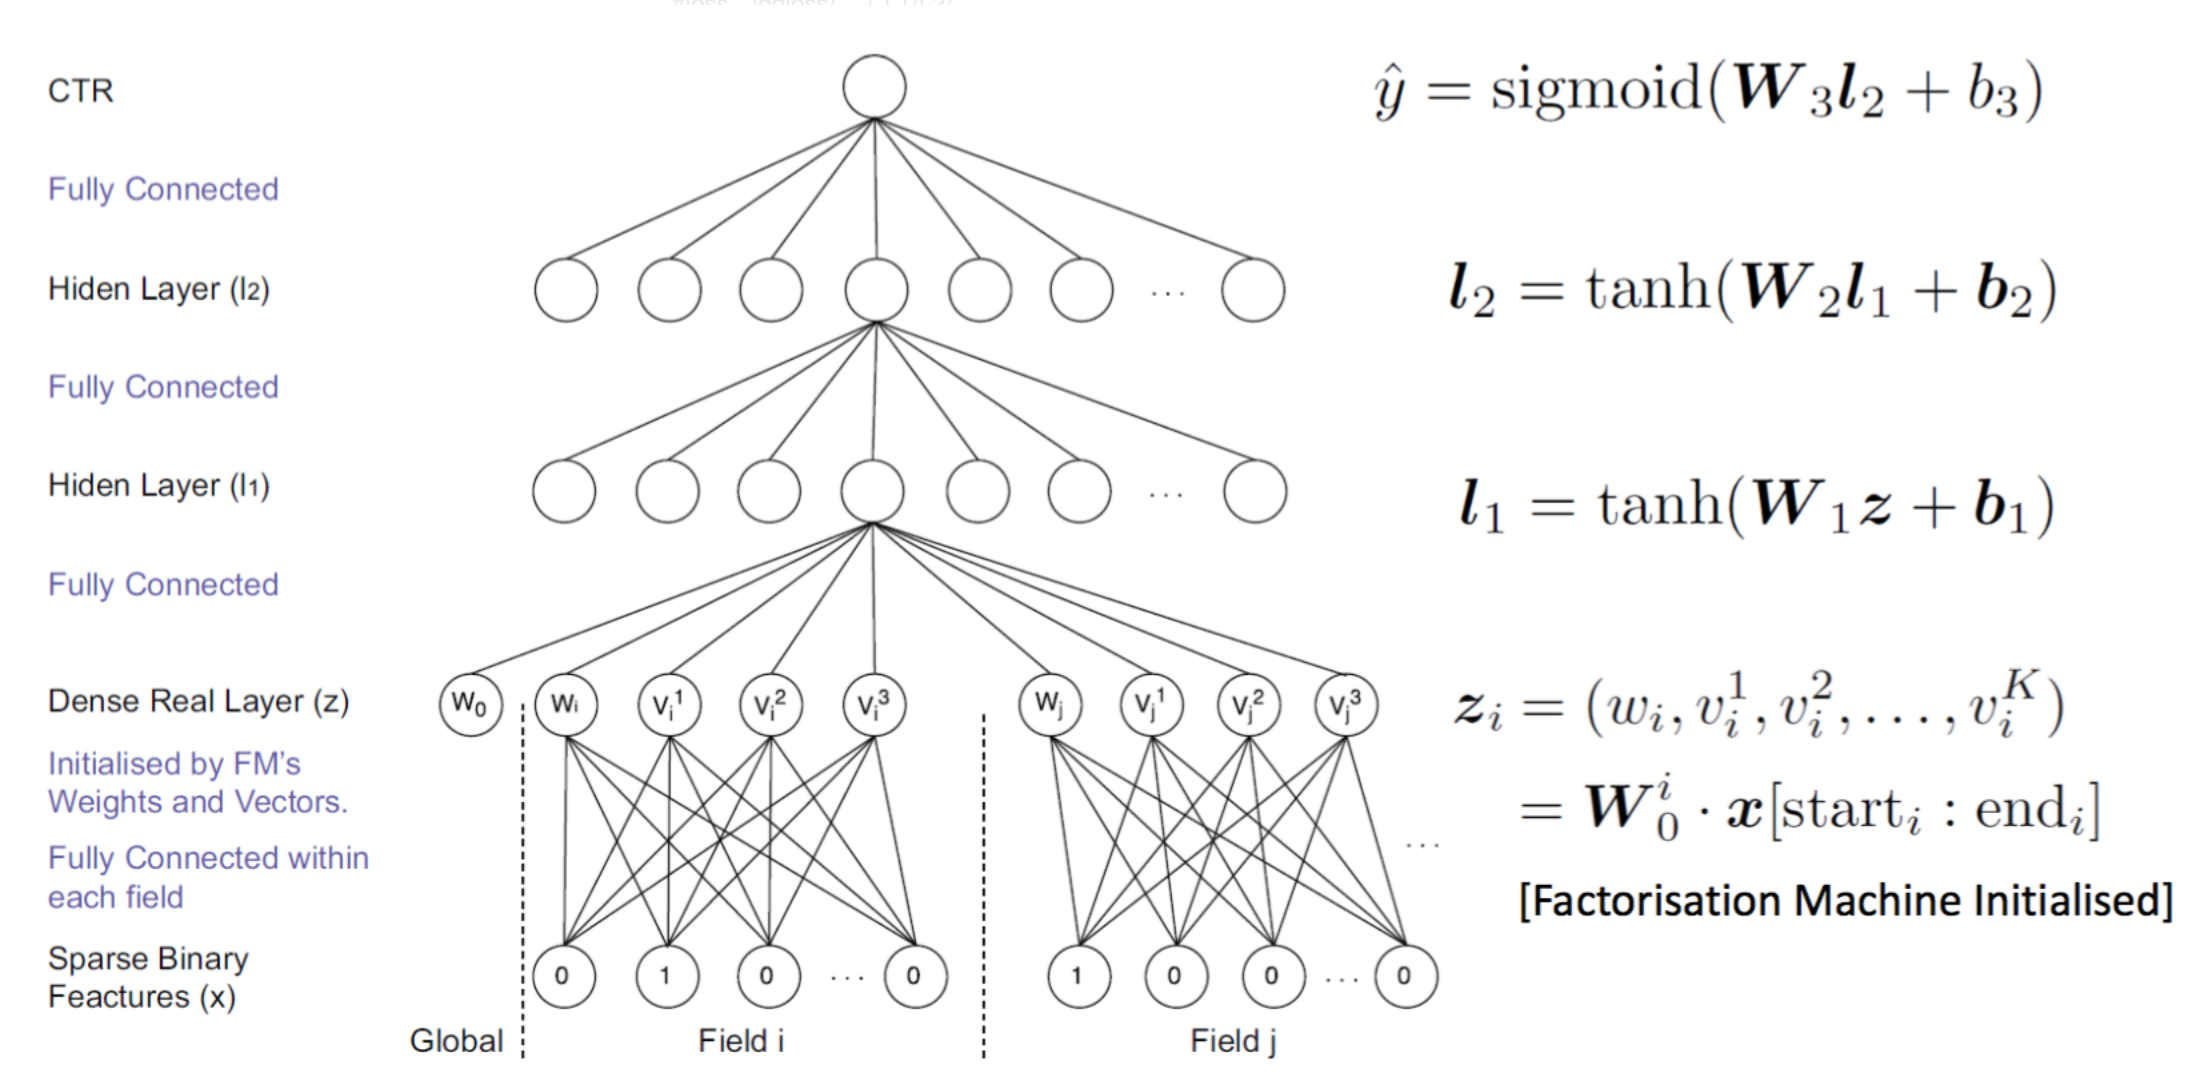 CTR
ŷ = sigmoid(W₃l₂ + b₃)
Fully Connected
Hiden Layer (l₂)
...
l₂ = tanh(W₂l₁ + b₂)
Fully Connected
Hiden Layer (l₁)
...
l₁ = tanh(W₁z + b₁)
Fully Connected
Dense Real Layer (z)
W₀ Wᵢ Vᵢ¹ Vᵢ² Vᵢ³ Wⱼ Vⱼ¹ Vⱼ² Vⱼ³
zᵢ = (wᵢ, vᵢ¹, vᵢ², . . . , vᵢᴷ)
Initialised by FM's
Weights and Vectors.
= W₀ⁱ · x[startᵢ : endᵢ]
Fully Connected within
each field
...
[Factorisation Machine Initialised]
Sparse Binary
Feactures (x)
0 1 0 ... 0 1 0 0 ... 0
Global Field i Field j